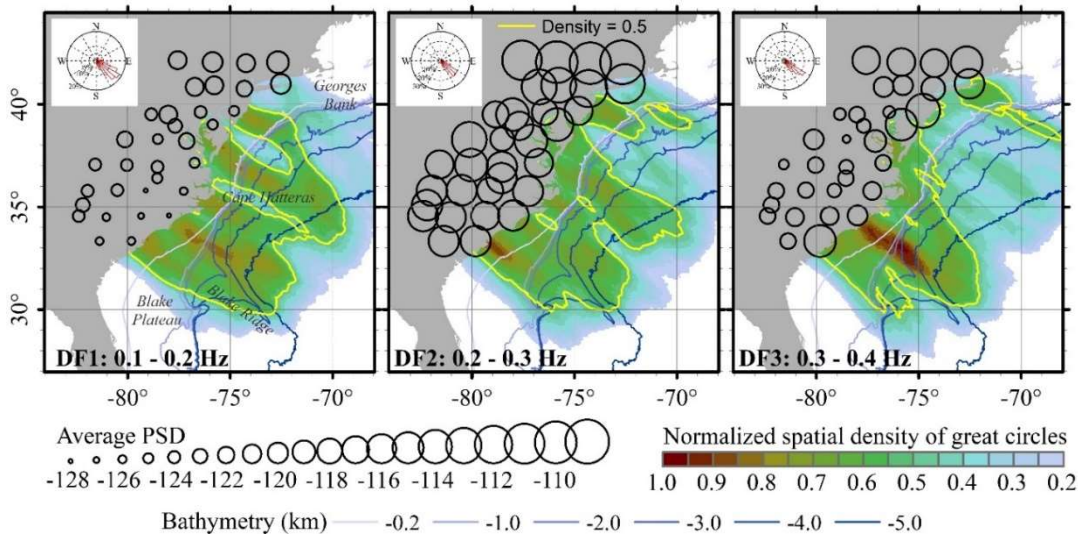 N
W E
S
20%
Georges
Bank
Cape Hatteras
Blake
Plateau
Blake Ridge
DF1: 0.1 - 0.2 Hz
N
W E
S
30%
Density = 0.5
DF2: 0.2 - 0.3 Hz
N
W E
S
30%
DF3: 0.3 - 0.4 Hz
40°
35°
30°
-80° -75° -70° -80° -75° -70° -80° -75° -70°
Average PSD
-128 -126 -124 -122 -120 -118 -116 -114 -112 -110
Normalized spatial density of great circles
1.0 0.9 0.8 0.7 0.6 0.5 0.4 0.3 0.2
Bathymetry (km) -0.2 -1.0 -2.0 -3.0 -4.0 -5.0